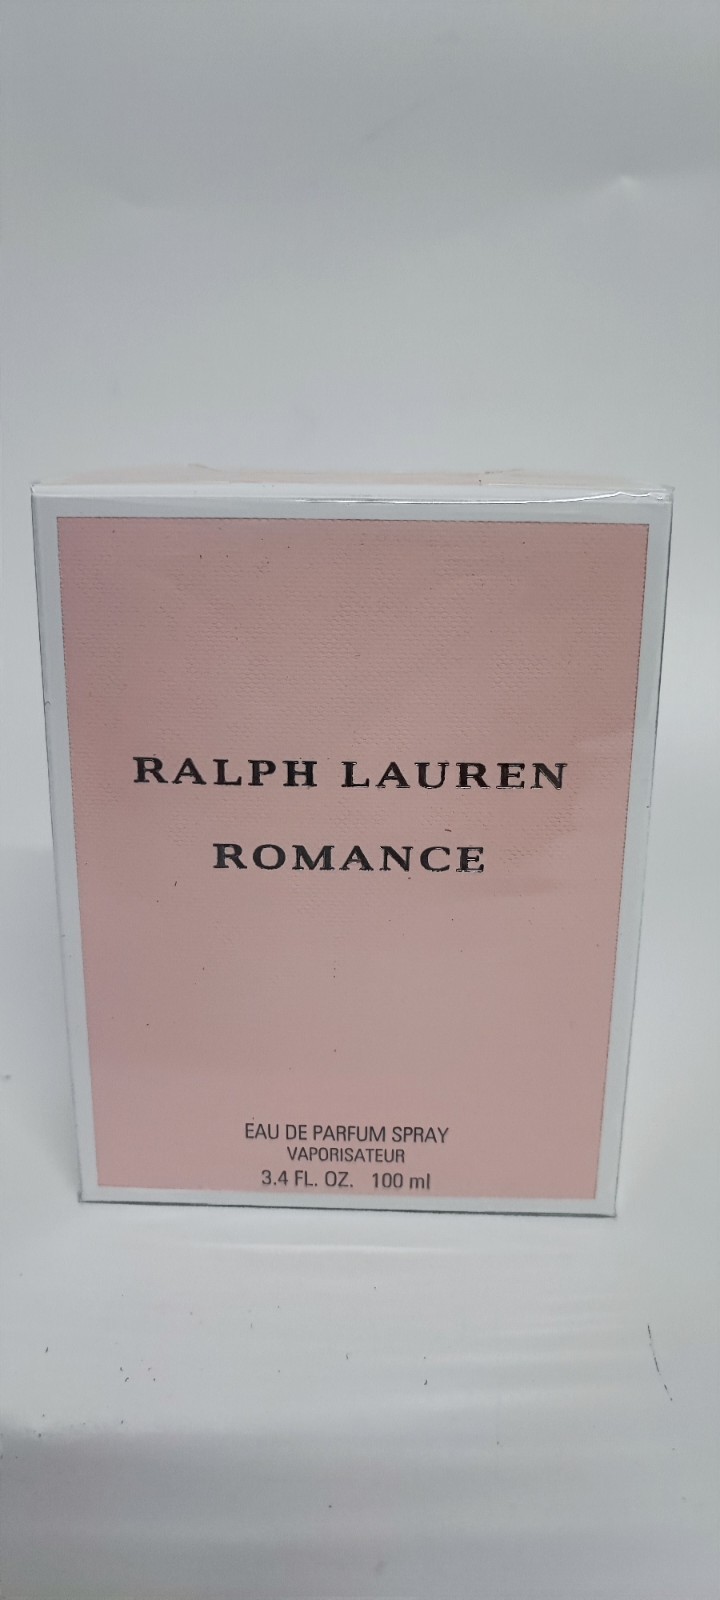 RALPH LAUREN
ROMANCE
EAU DE PARFUM SPRAY
VAPORISATEUR
3.4 FL. OZ. 100 ml